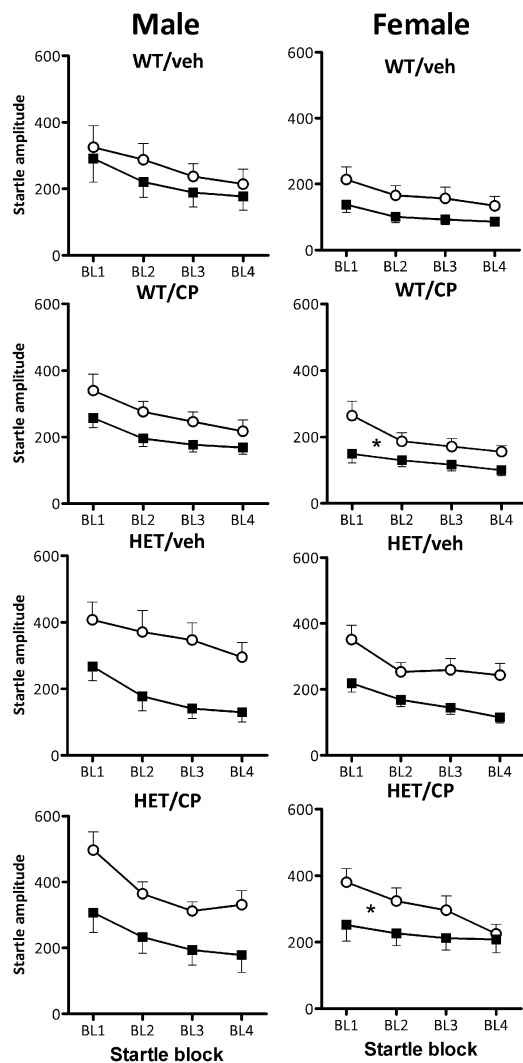 Male Female
WT/veh WT/veh
Startle amplitude
600 600
400 400
200 200
0 0
BL1 BL2 BL3 BL4 BL1 BL2 BL3 BL4
WT/CP WT/CP
Startle amplitude
600 600
400 400
*
200 200
0 0
BL1 BL2 BL3 BL4 BL1 BL2 BL3 BL4
HET/veh HET/veh
Startle amplitude
600 600
400 400
200 200
0 0
BL1 BL2 BL3 BL4 BL1 BL2 BL3 BL4
HET/CP HET/CP
Startle amplitude
600 600
400 400
*
200 200
0 0
BL1 BL2 BL3 BL4 BL1 BL2 BL3 BL4
Startle block Startle block